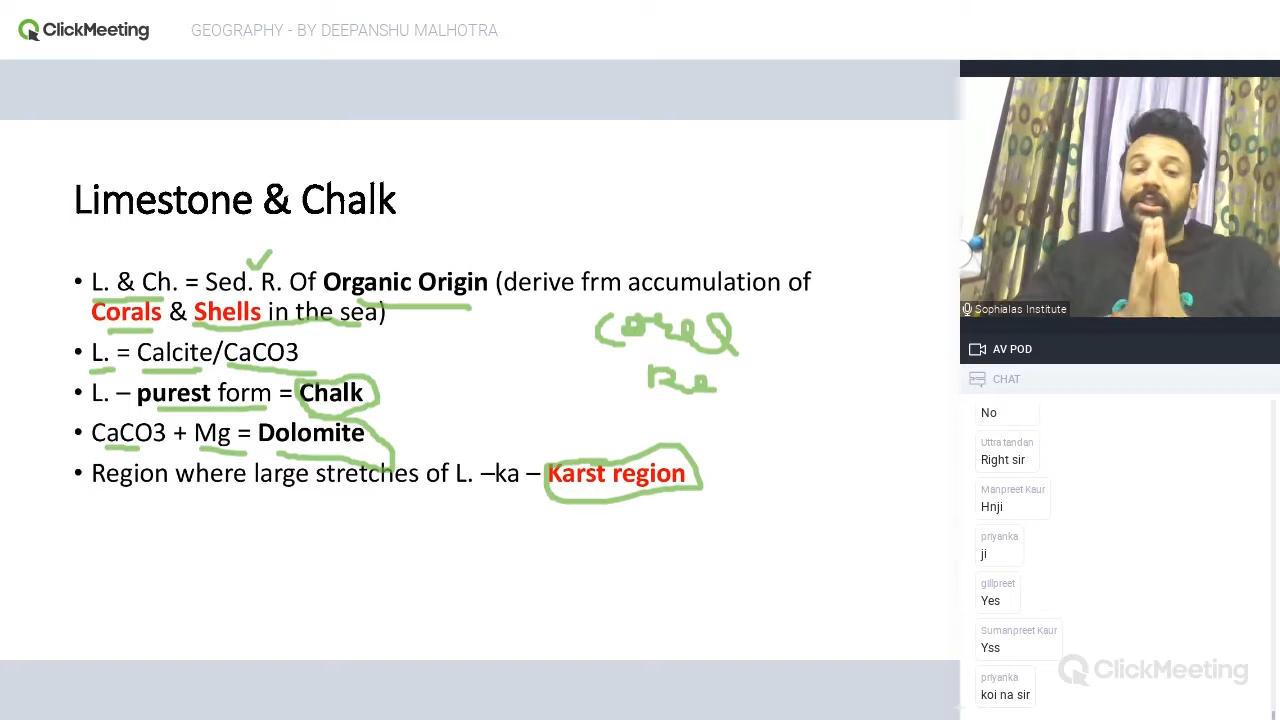 ClickMeeting
GEOGRAPHY - BY DEEPANSHU MALHOTRA
Limestone & Chalk
• L. & Ch. = Sed. R. Of Organic Origin (derive frm accumulation of
Corals & Shells in the sea)
• L. = Calcite/CaCO3
• L. – purest form = Chalk
• CaCO3 + Mg = Dolomite
• Region where large stretches of L. –ka – Karst region
Corel
Re
Sophialas Institute
AV POD
CHAT
No
Uttra tandan
Right sir
Manpreet Kaur
Hnji
priyanka
ji
gillpreet
Yes
Sumanpreet Kaur
Yss
priyanka
koi na sir
ClickMeeting